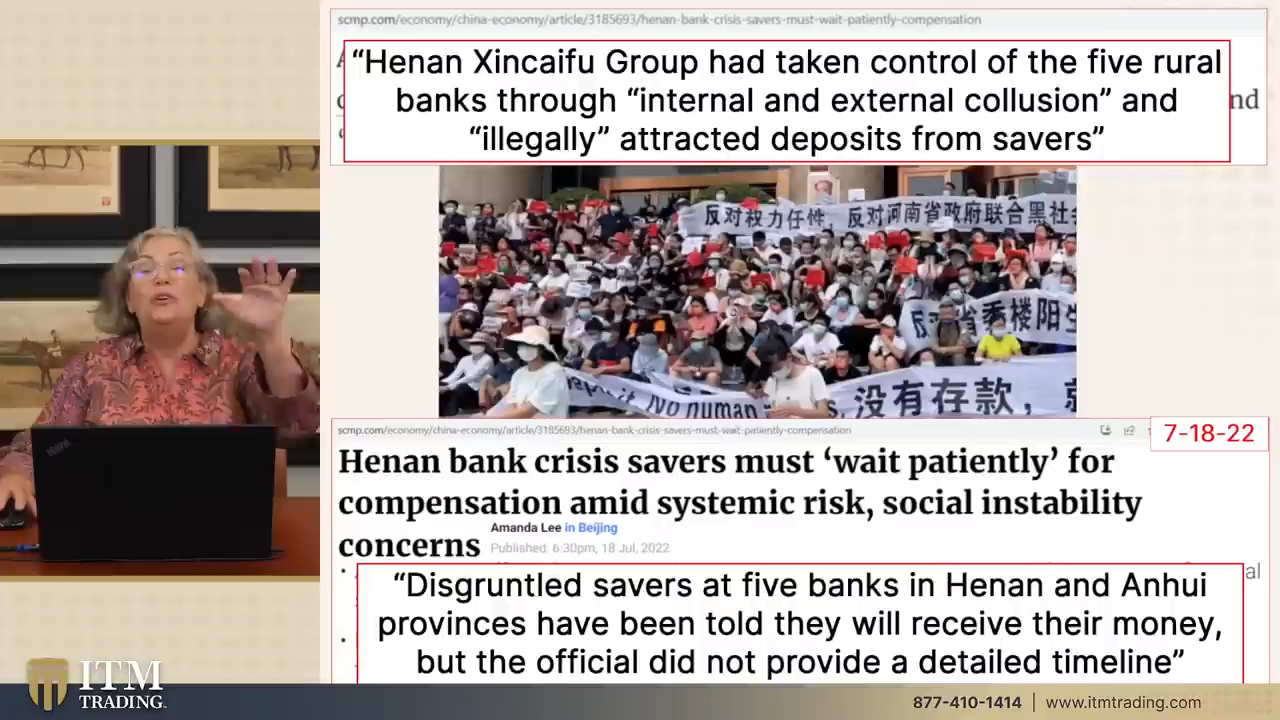 scmp.com/economy/china-economy/article/3185693/henan-bank-crisis-savers-must-wait-patiently-compensation
“Henan Xincaifu Group had taken control of the five rural
banks through “internal and external collusion” and
“illegally” attracted deposits from savers”
反对权力任性，反对河南省政府联合黑社会
No human
没有存款，
scmp.com/economy/china-economy/article/3185693/henan-bank-crisis-savers-must-wait-patiently-compensation
7-18-22
Henan bank crisis savers must ‘wait patiently’ for
compensation amid systemic risk, social instability
concerns
Amanda Lee in Beijing
Published: 6:30pm, 18 Jul, 2022
“Disgruntled savers at five banks in Henan and Anhui
provinces have been told they will receive their money,
but the official did not provide a detailed timeline”
ITM
TRADING
877-410-1414 | www.itmtrading.com